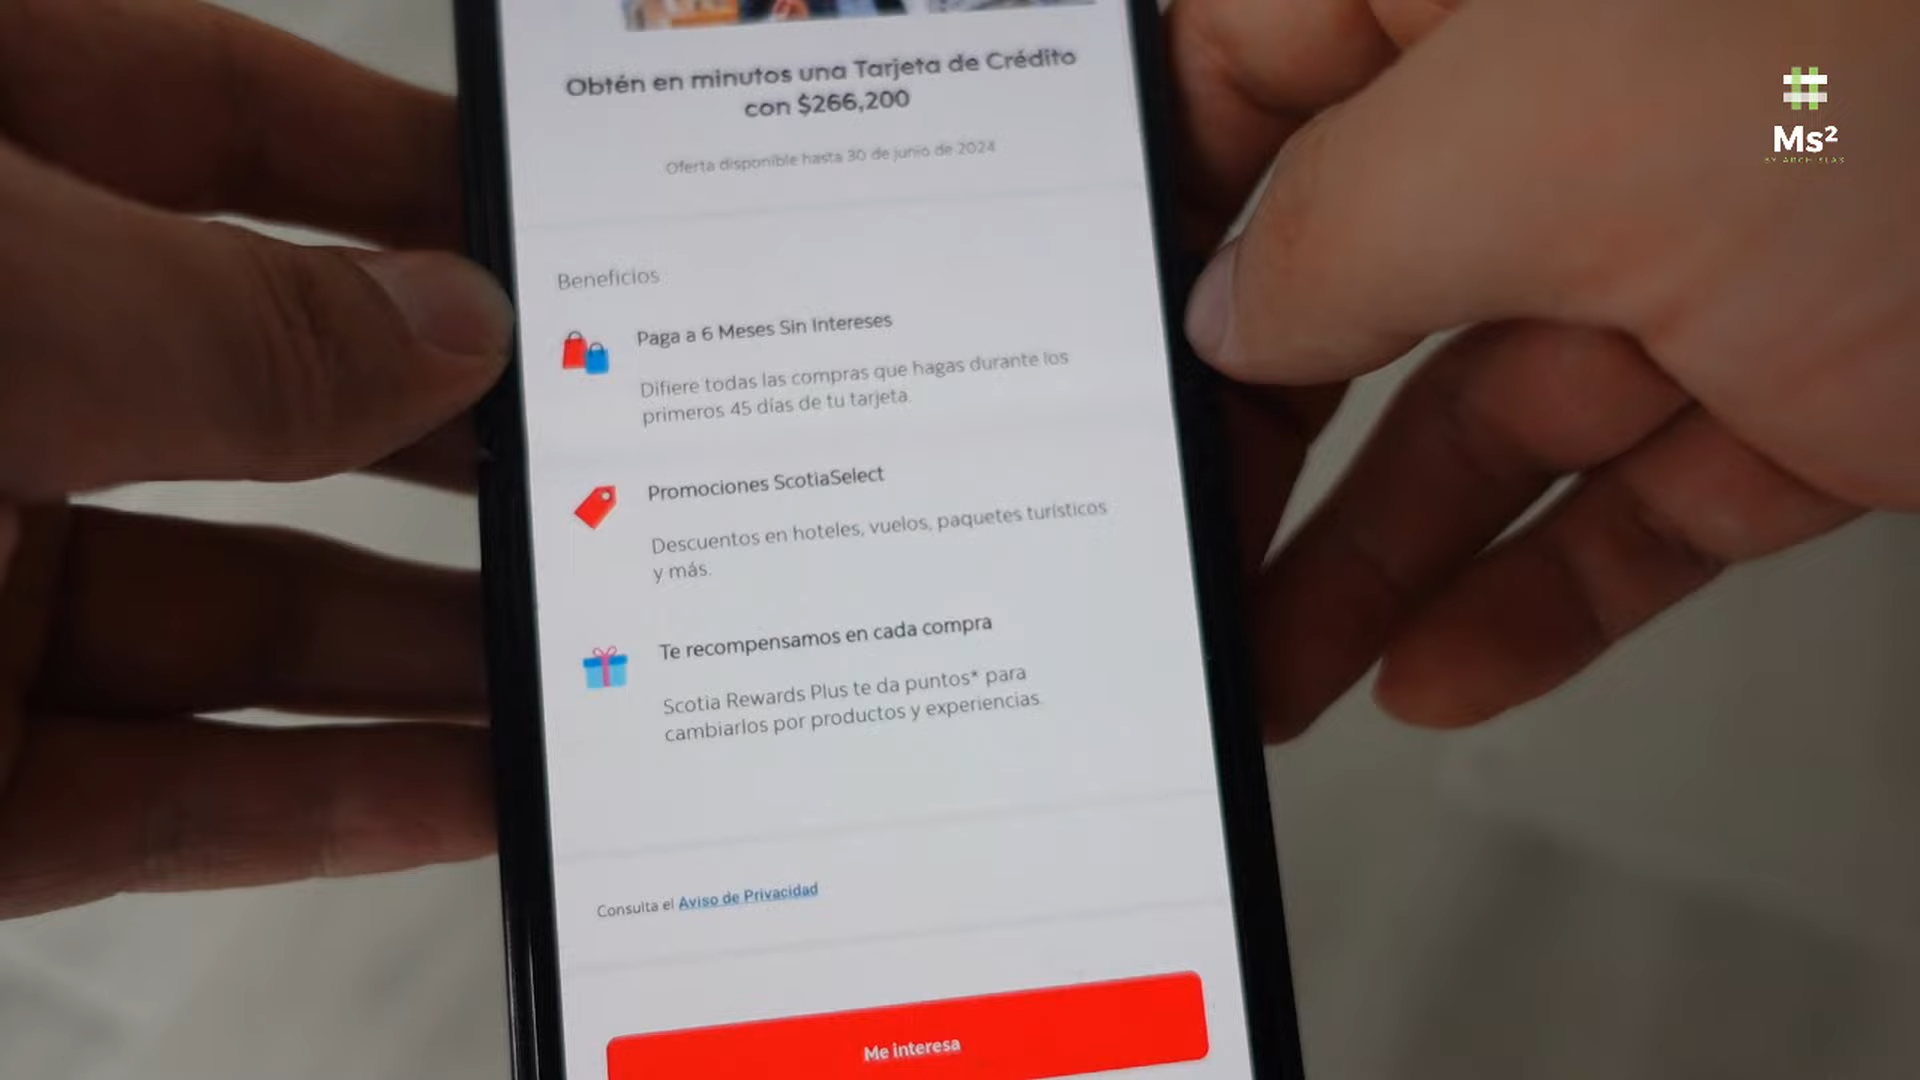 Obtén en minutos una Tarjeta de Crédito
con $266,200
Oferta disponible hasta 30 de junio de 2024
Beneficios
Paga a 6 Meses Sin Intereses
Difiere todas las compras que hagas durante los
primeros 45 días de tu tarjeta.
Promociones ScotiaSelect
Descuentos en hoteles, vuelos, paquetes turísticos
y más.
Te recompensamos en cada compra
Scotia Rewards Plus te da puntos* para
cambiarlos por productos y experiencias.
Consulta el Aviso de Privacidad
Me interesa
#
Ms²